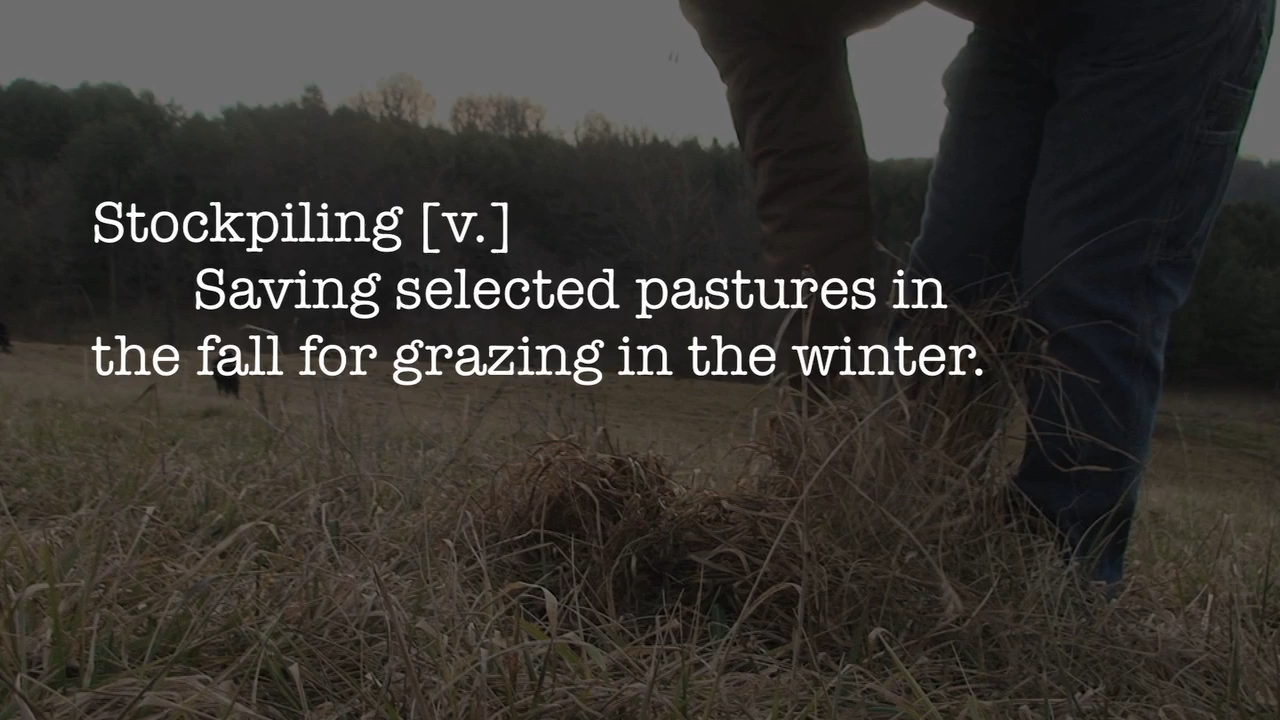 Stockpiling [v.]
Saving selected pastures in
the fall for grazing in the winter.